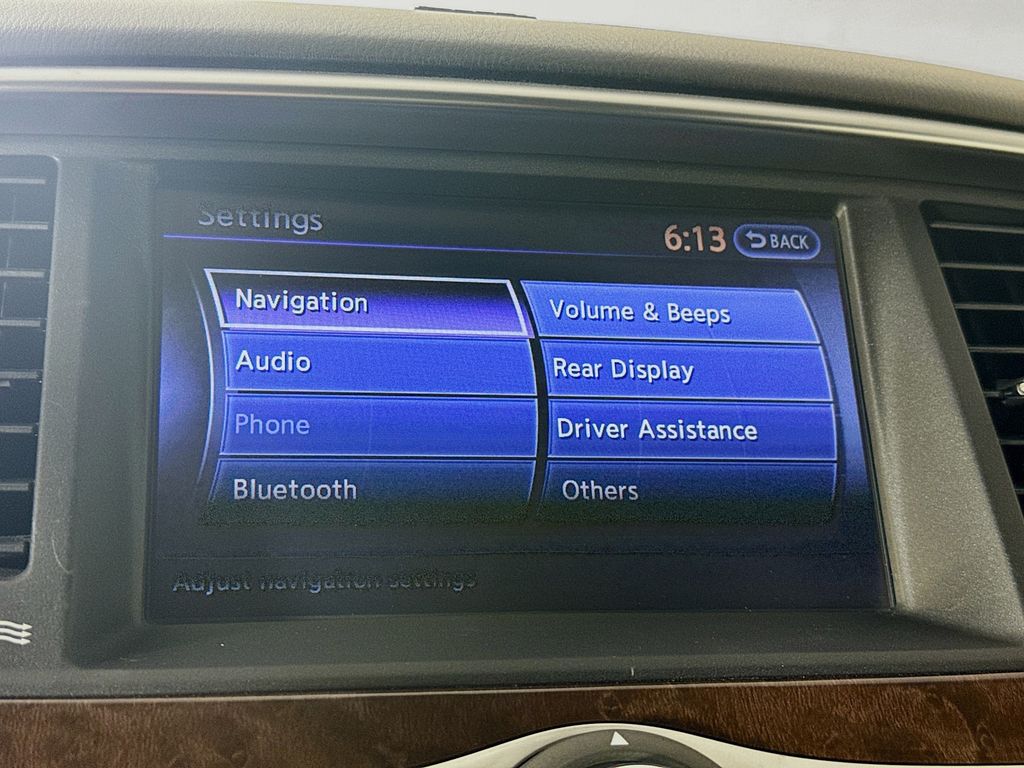 Settings
6:13
BACK
Navigation
Volume & Beeps
Audio
Rear Display
Phone
Driver Assistance
Bluetooth
Others
Adjust navigation settings